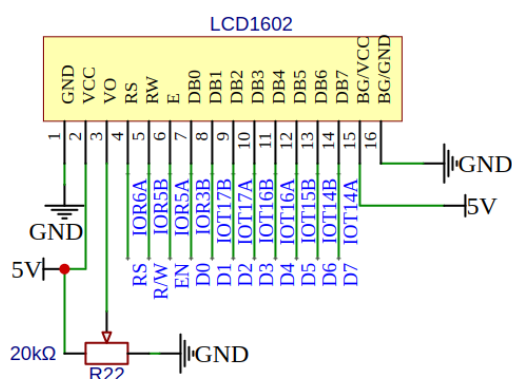 LCD1602
GND VCC VO RS RW E DB0 DB1 DB2 DB3 DB4 DB5 DB6 DB7 BG/VCC BG/GND
1 2 3 4 5 6 7 8 9 10 11 12 13 14 15 16
IOR6A IOR5B IOR5A IOR3B IOT17B IOT17A IOT16B IOT16A IOT15B IOT14B IOT14A
GND
5V
GND
RS R/W EN D0 D1 D2 D3 D4 D5 D6 D7
5V
20kΩ
GND
R22